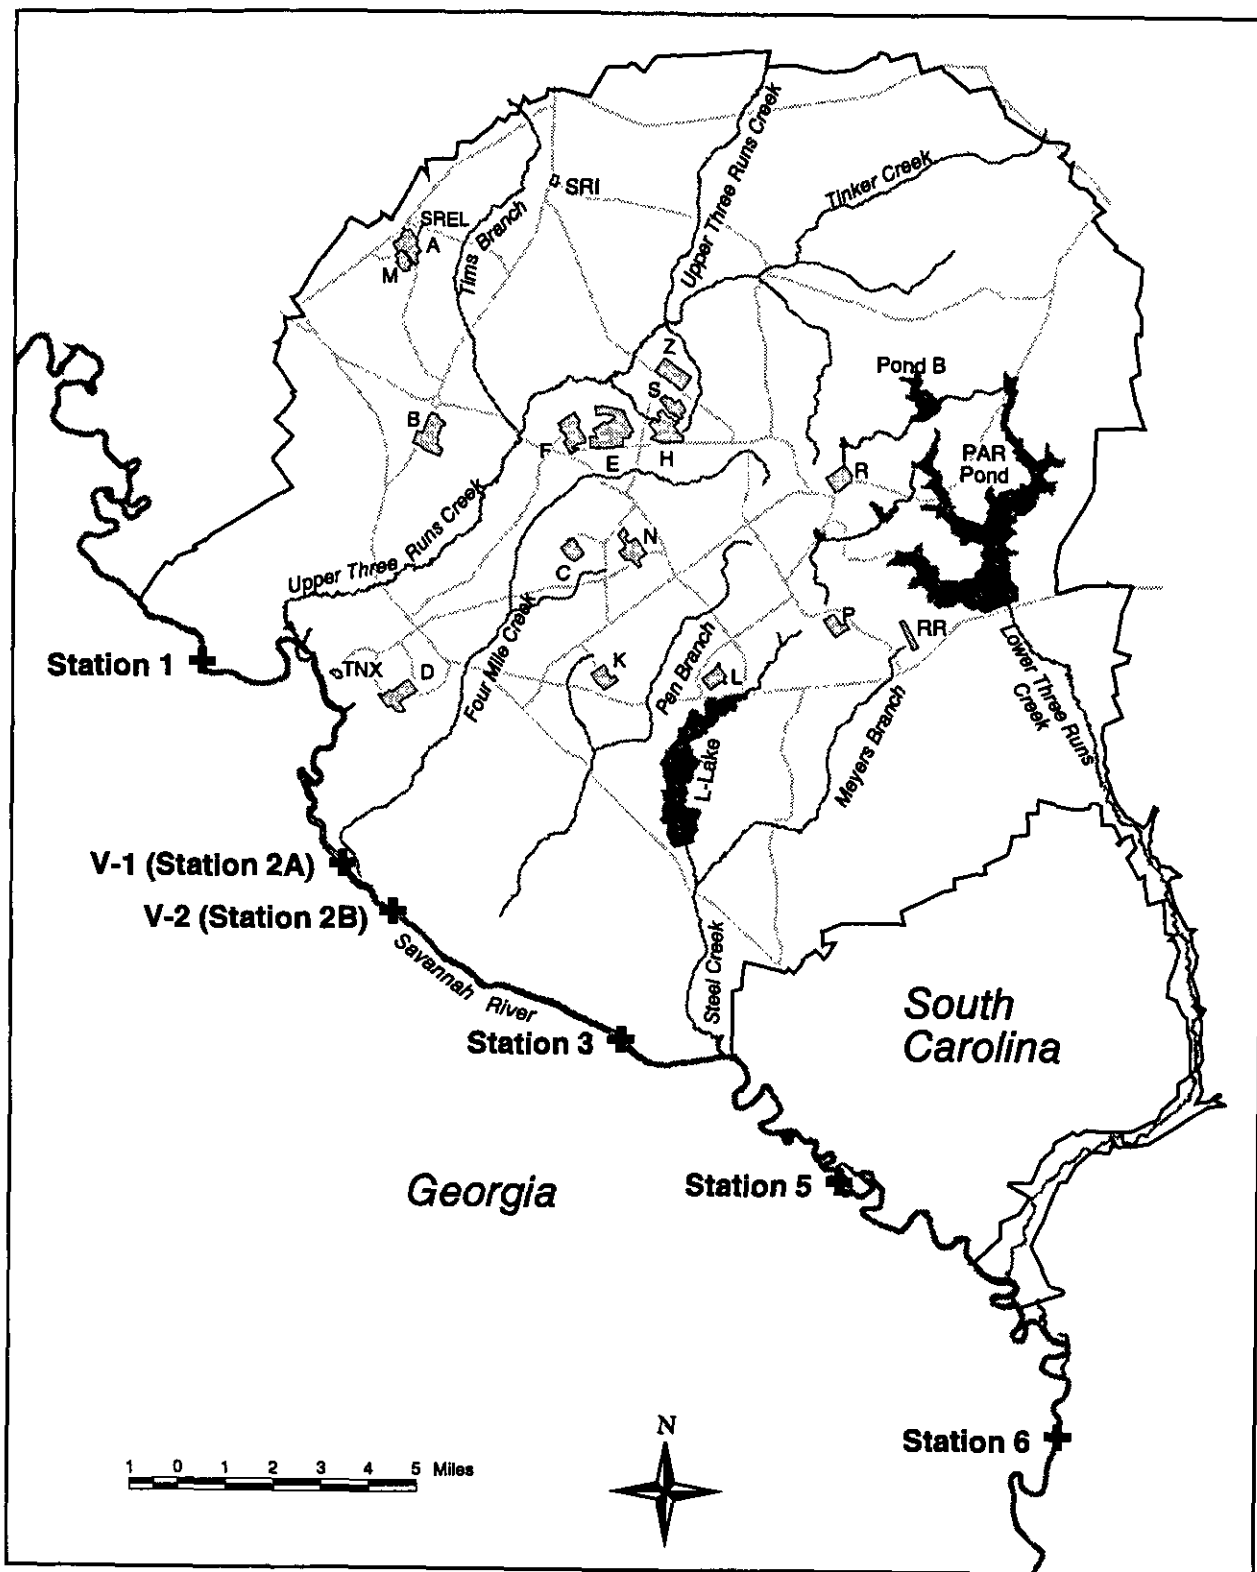 Upper Three Runs Creek
Tinker Creek
SRI
SREL
A
M
Tims Branch
Z
Pond B
S
B
F
E
H
PAR
Pond
R
Upper Three Runs Creek
N
C
Four Mile Creek
P
RR
Lower Three Runs
Creek
Station 1
TNX
D
K
Pen Branch
L
Meyers Branch
L-Lake
V-1 (Station 2A)
V-2 (Station 2B)
Savannah River
Steel Creek
South
Carolina
Station 3
Georgia
Station 5
Station 6
N
1 0 1 2 3 4 5 Miles